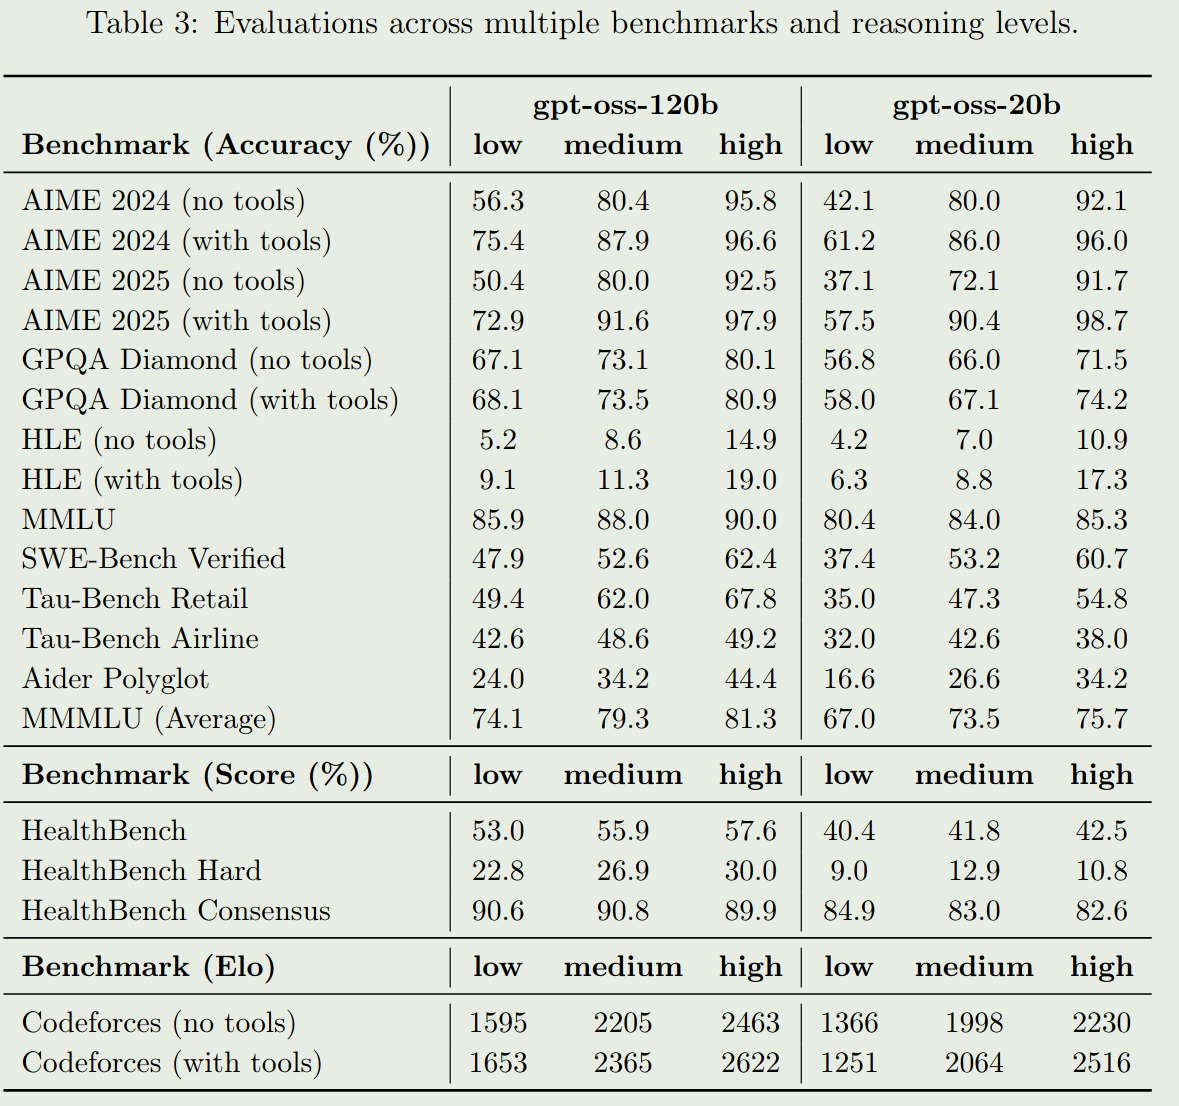 Table 3: Evaluations across multiple benchmarks and reasoning levels.
gpt-oss-120b gpt-oss-20b
Benchmark (Accuracy (%)) low medium high low medium high
AIME 2024 (no tools) 56.3 80.4 95.8 42.1 80.0 92.1
AIME 2024 (with tools) 75.4 87.9 96.6 61.2 86.0 96.0
AIME 2025 (no tools) 50.4 80.0 92.5 37.1 72.1 91.7
AIME 2025 (with tools) 72.9 91.6 97.9 57.5 90.4 98.7
GPQA Diamond (no tools) 67.1 73.1 80.1 56.8 66.0 71.5
GPQA Diamond (with tools) 68.1 73.5 80.9 58.0 67.1 74.2
HLE (no tools) 5.2 8.6 14.9 4.2 7.0 10.9
HLE (with tools) 9.1 11.3 19.0 6.3 8.8 17.3
MMLU 85.9 88.0 90.0 80.4 84.0 85.3
SWE-Bench Verified 47.9 52.6 62.4 37.4 53.2 60.7
Tau-Bench Retail 49.4 62.0 67.8 35.0 47.3 54.8
Tau-Bench Airline 42.6 48.6 49.2 32.0 42.6 38.0
Aider Polyglot 24.0 34.2 44.4 16.6 26.6 34.2
MMMLU (Average) 74.1 79.3 81.3 67.0 73.5 75.7
Benchmark (Score (%)) low medium high low medium high
HealthBench 53.0 55.9 57.6 40.4 41.8 42.5
HealthBench Hard 22.8 26.9 30.0 9.0 12.9 10.8
HealthBench Consensus 90.6 90.8 89.9 84.9 83.0 82.6
Benchmark (Elo) low medium high low medium high
Codeforces (no tools) 1595 2205 2463 1366 1998 2230
Codeforces (with tools) 1653 2365 2622 1251 2064 2516